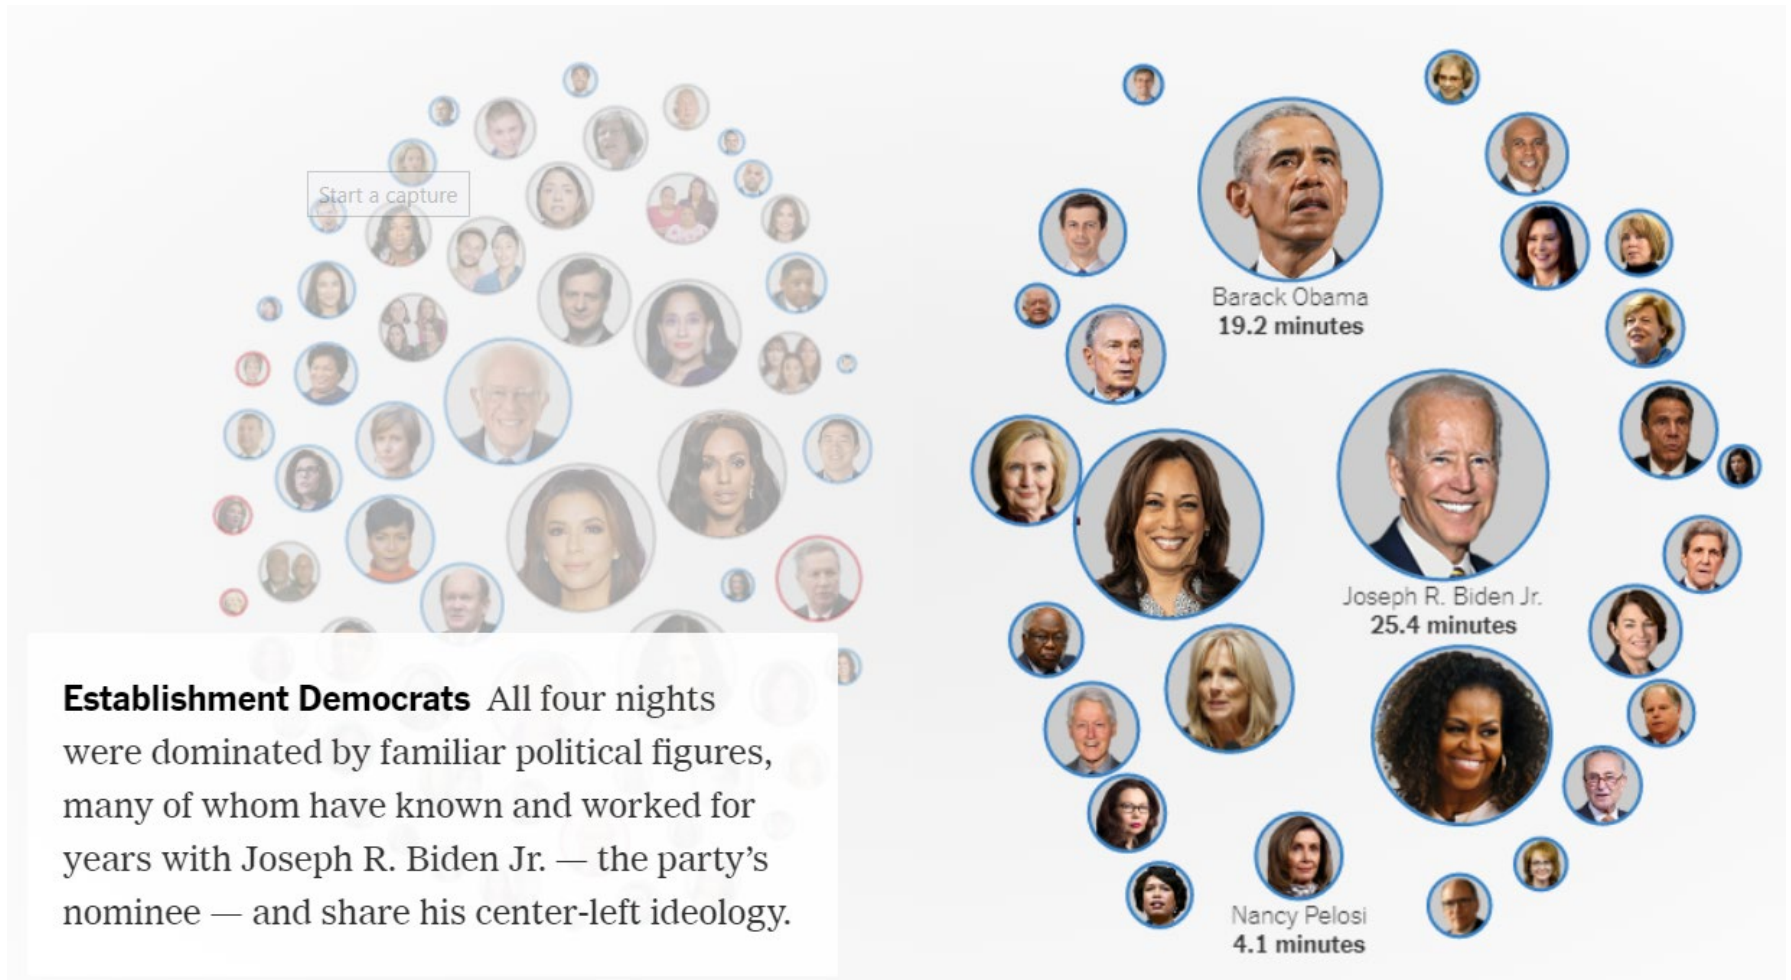 Start a capture
Barack Obama
19.2 minutes
Joseph R. Biden Jr.
25.4 minutes
Establishment Democrats All four nights
were dominated by familiar political figures,
many of whom have known and worked for
years with Joseph R. Biden Jr. — the party’s
nominee — and share his center-left ideology.
Nancy Pelosi
4.1 minutes